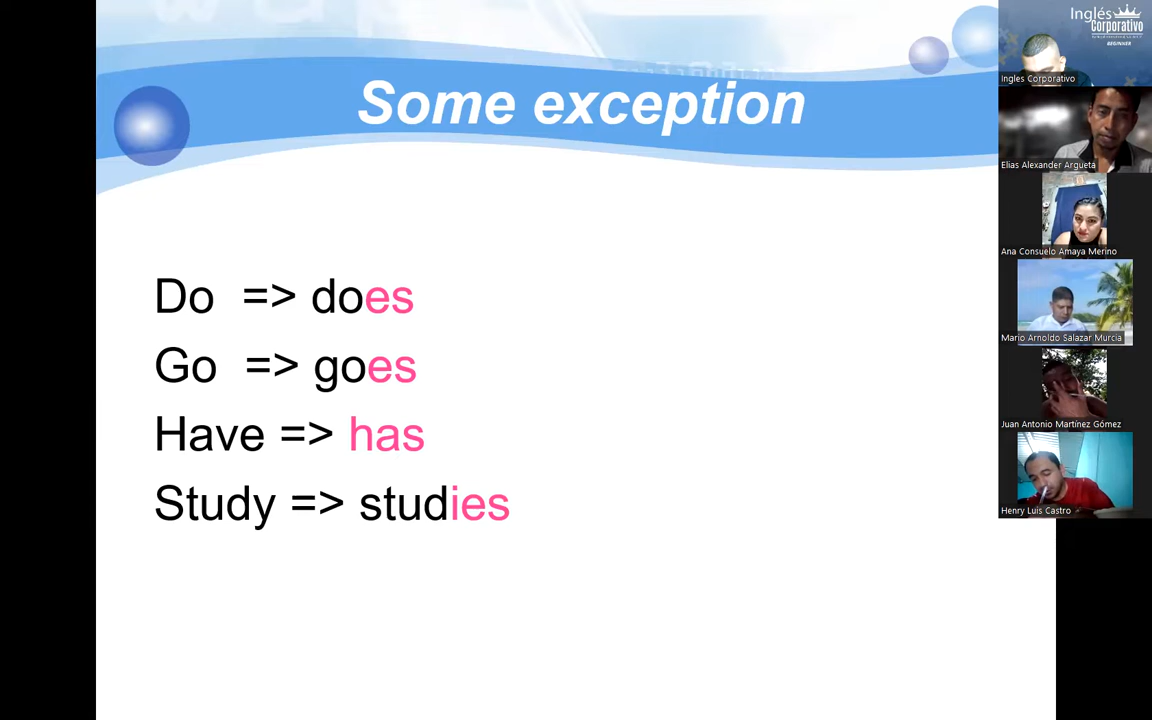 Some exception
Do => does
Go => goes
Have => has
Study => studies
Inglés
Corporativo
BEGINNER
Ingles Corporativo
Elias Alexander Argueta
Ana Consuelo Amaya Merino
Mario Arnoldo Salazar Murcia
Juan Antonio Martínez Gómez
Henry Luis Castro